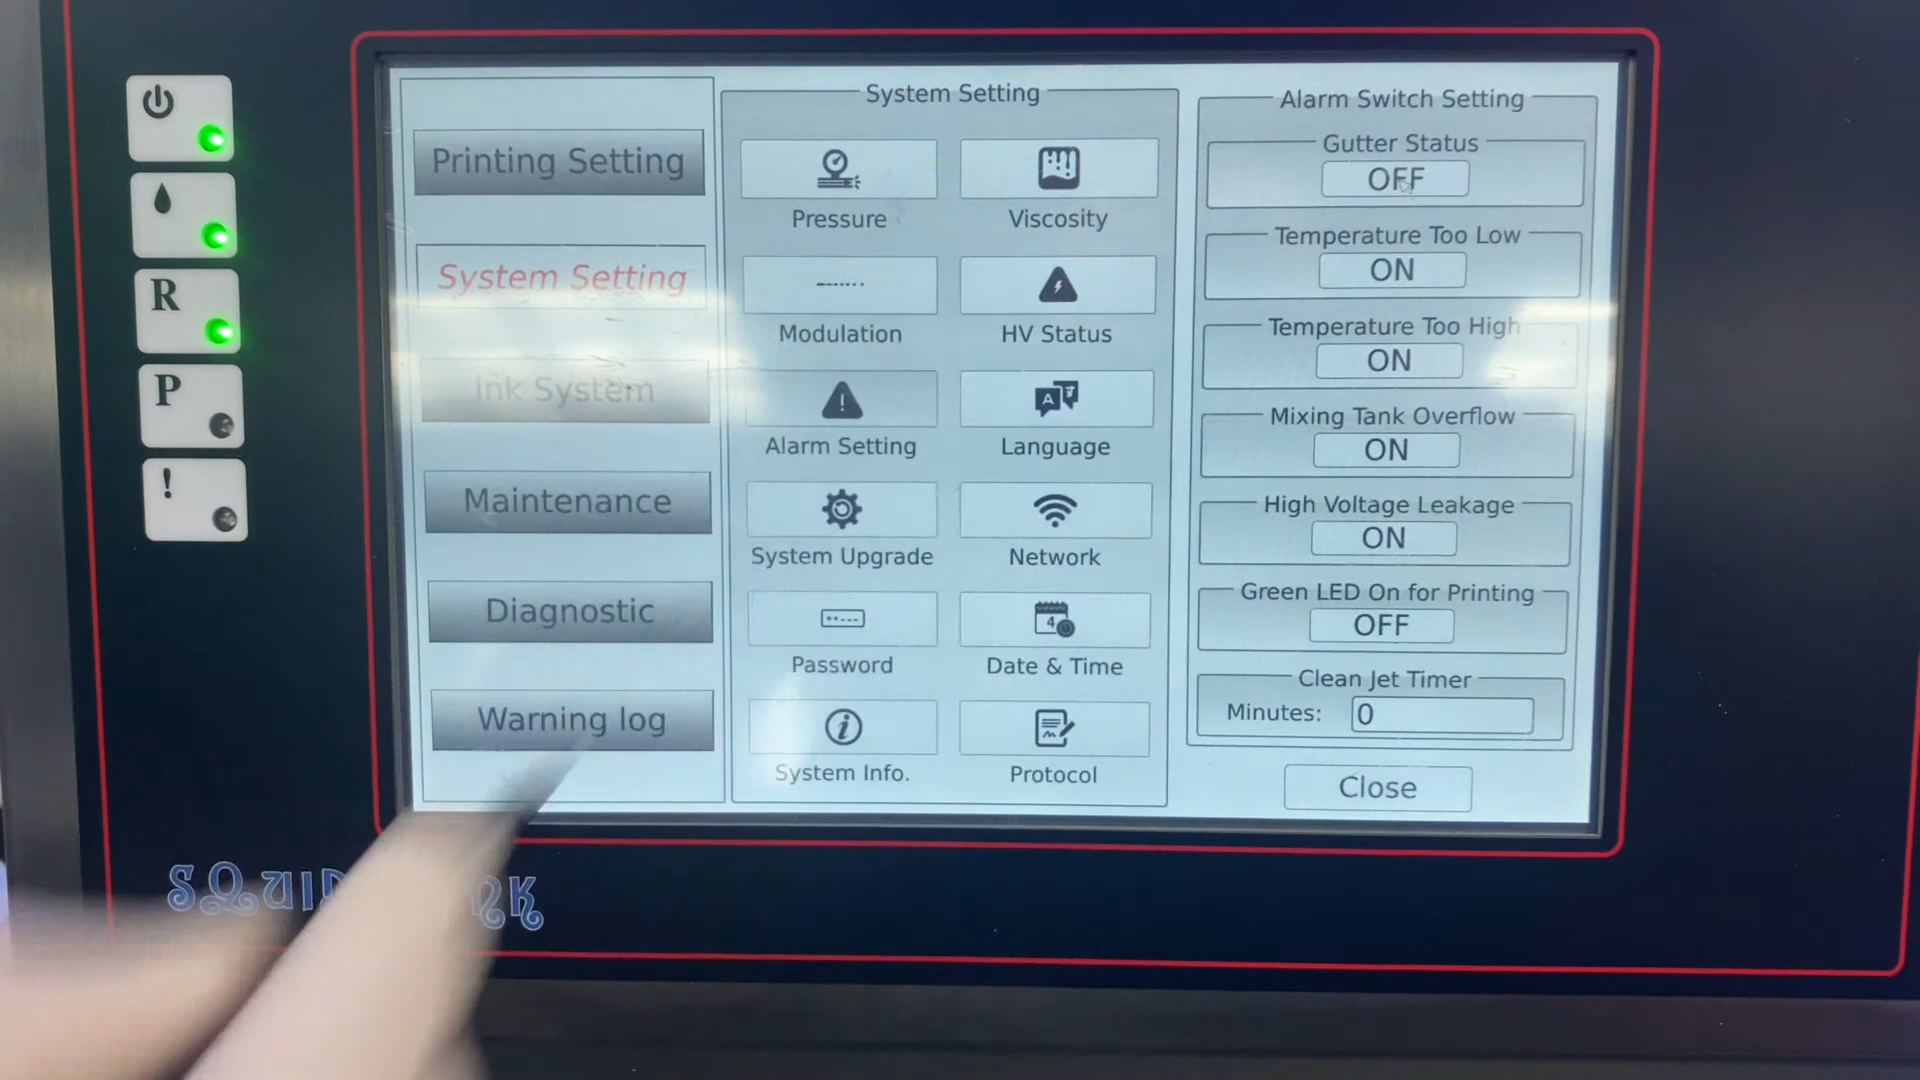 R
P
!
Printing Setting
System Setting
Ink System
Maintenance
Diagnostic
Warning log
System Setting
Pressure
Viscosity
Modulation
HV Status
Alarm Setting
Language
System Upgrade
Network
Password
Date & Time
System Info.
Protocol
Alarm Switch Setting
Gutter Status
OFF
Temperature Too Low
ON
Temperature Too High
ON
Mixing Tank Overflow
ON
High Voltage Leakage
ON
Green LED On for Printing
OFF
Clean Jet Timer
Minutes: 0
Close